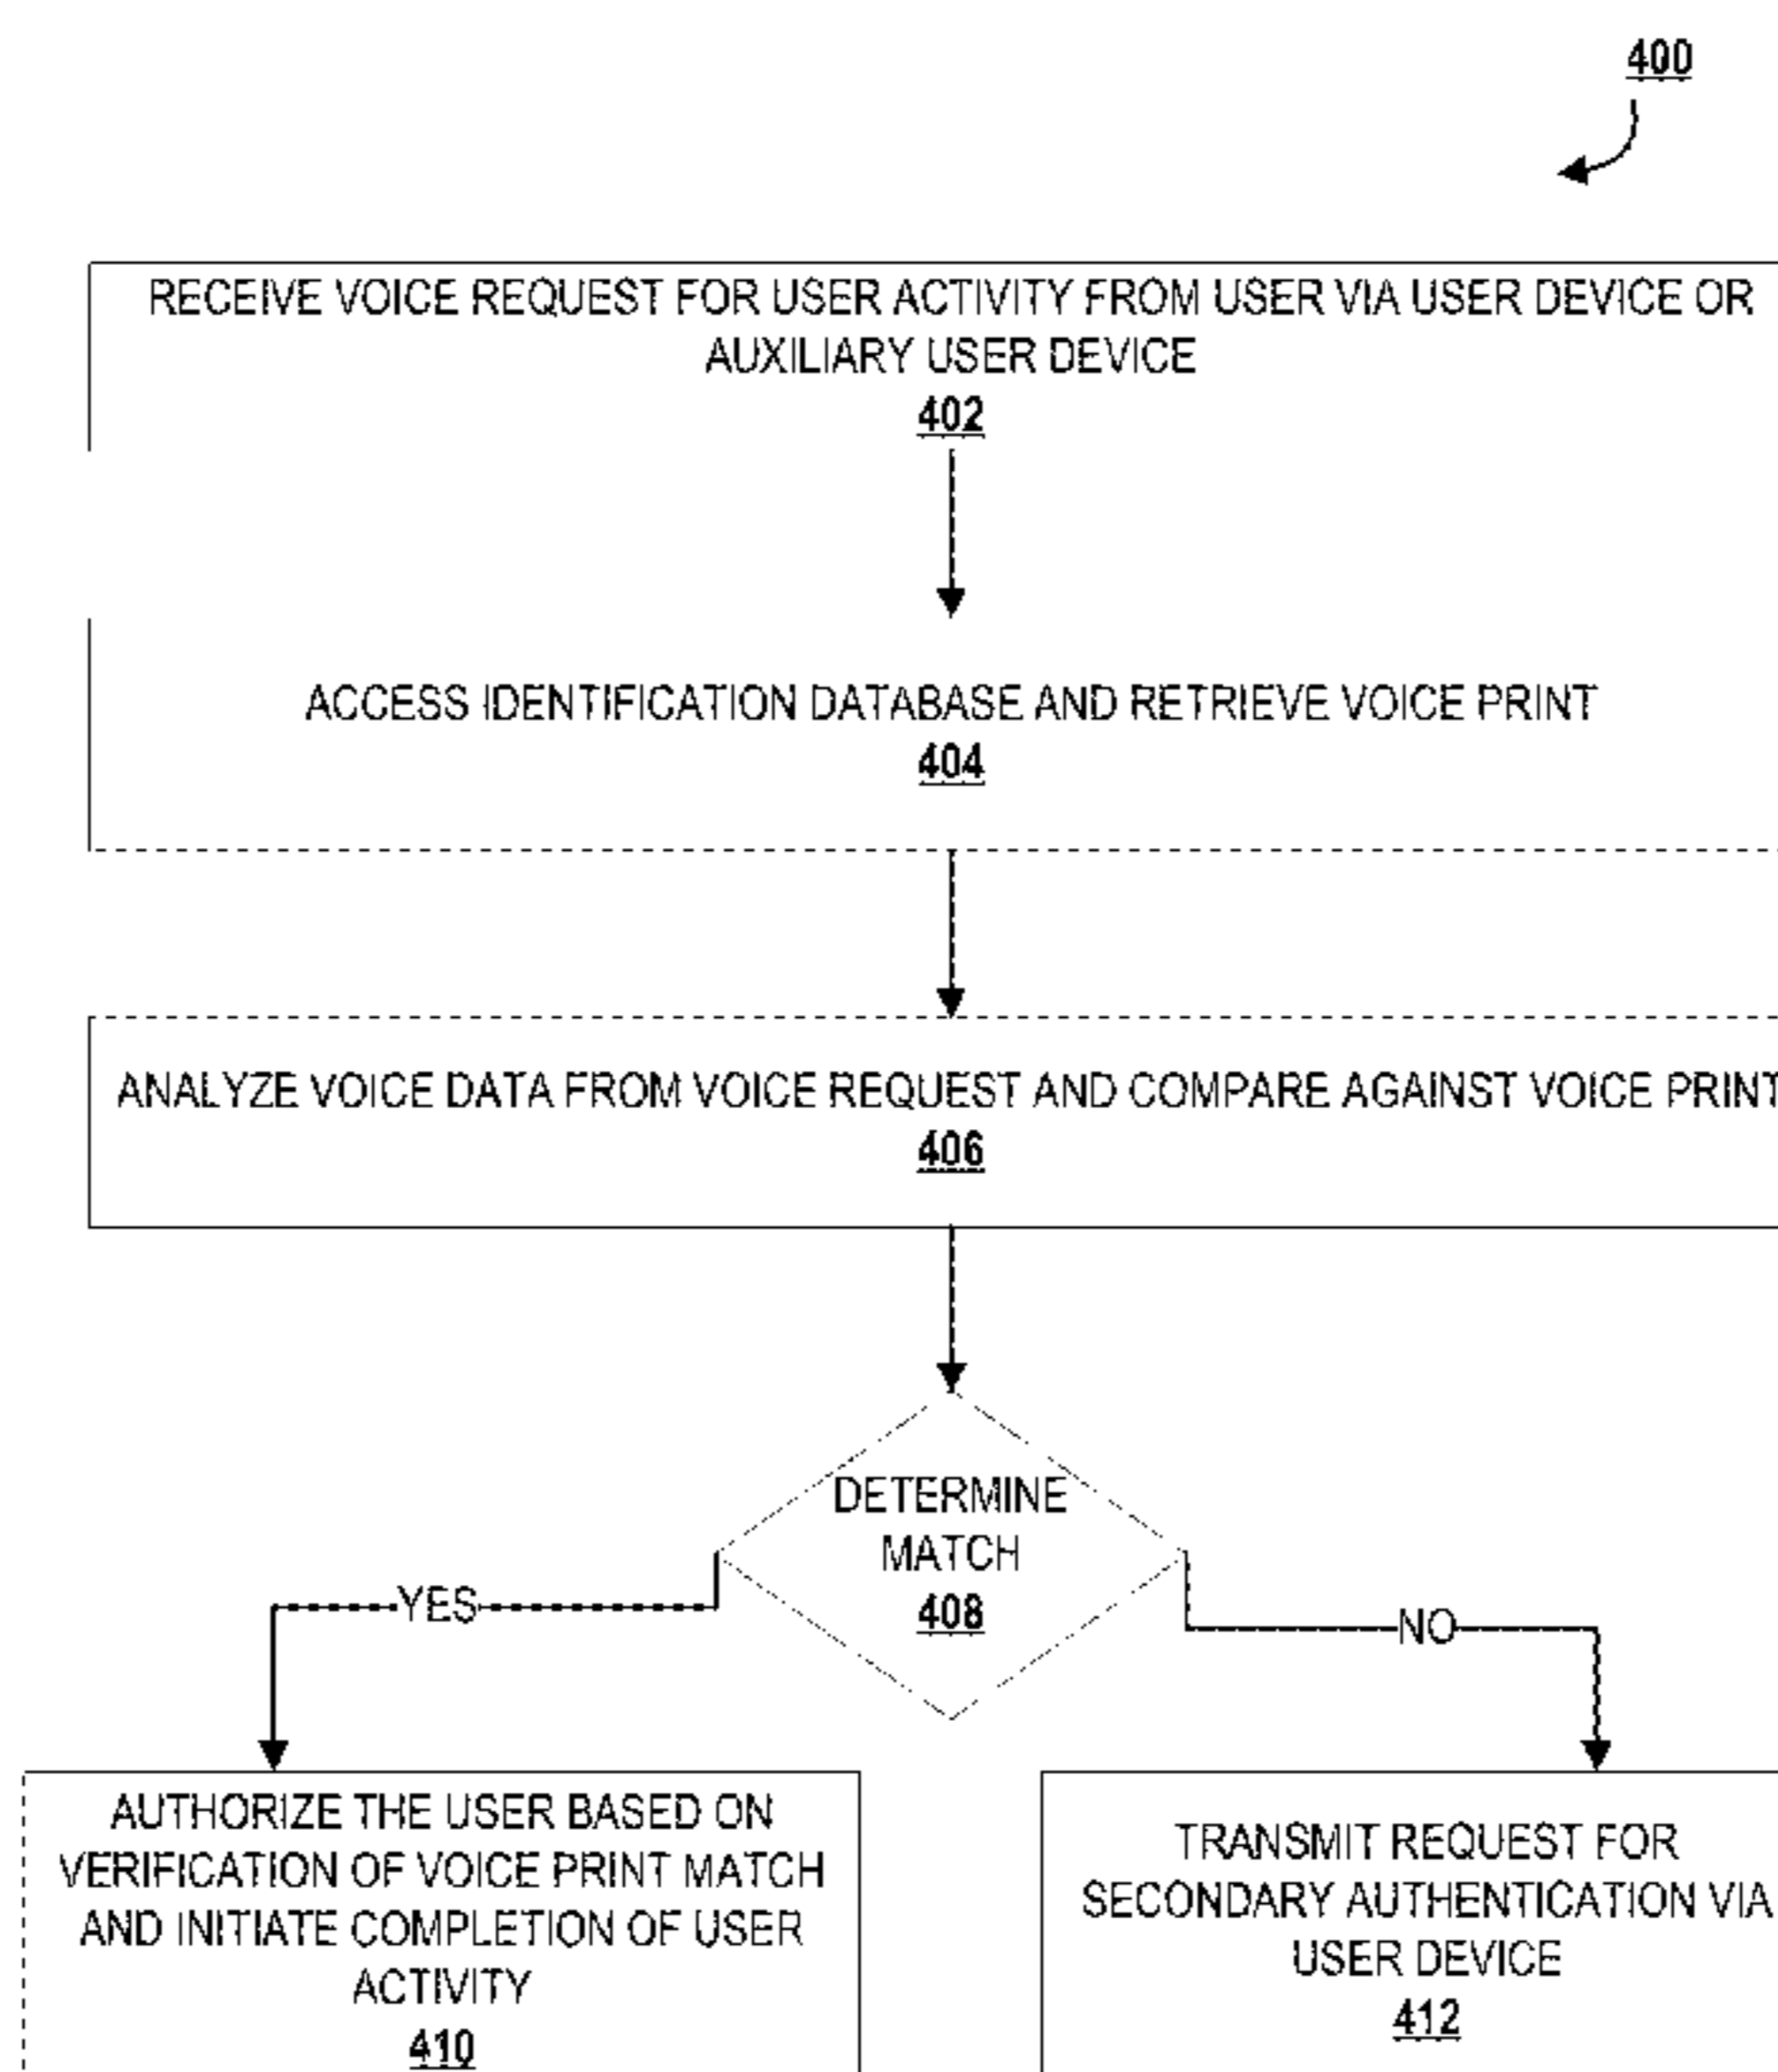 400
RECEIVE VOICE REQUEST FOR USER ACTIVITY FROM USER VIA USER DEVICE OR
AUXILIARY USER DEVICE
402
ACCESS IDENTIFICATION DATABASE AND RETRIEVE VOICE PRINT
404
ANALYZE VOICE DATA FROM VOICE REQUEST AND COMPARE AGAINST VOICE PRINT
406
DETERMINE
MATCH
408
YES
NO
AUTHORIZE THE USER BASED ON
VERIFICATION OF VOICE PRINT MATCH
AND INITIATE COMPLETION OF USER
ACTIVITY
410
TRANSMIT REQUEST FOR
SECONDARY AUTHENTICATION VIA
USER DEVICE
412